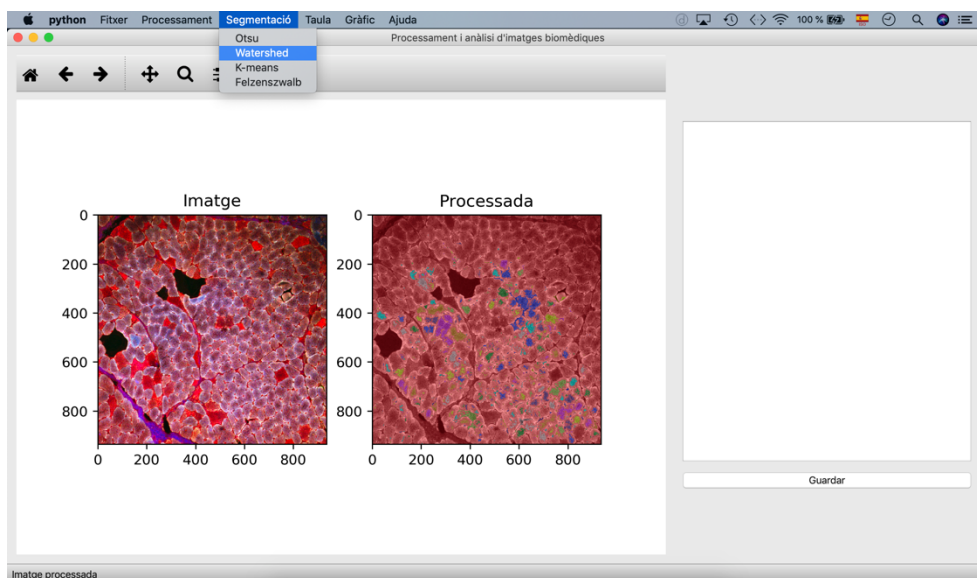 python Fitxer Processament Segmentació Taula Gràfic Ajuda 100 %
Processament i anàlisi d'imatges biomèdiques
Otsu
Watershed
K-means
Felzenszwalb
Imatge Processada
0 0
200 200
400 400
600 600
800 800
0 200 400 600 800 0 200 400 600 800
Guardar
Imatge processada